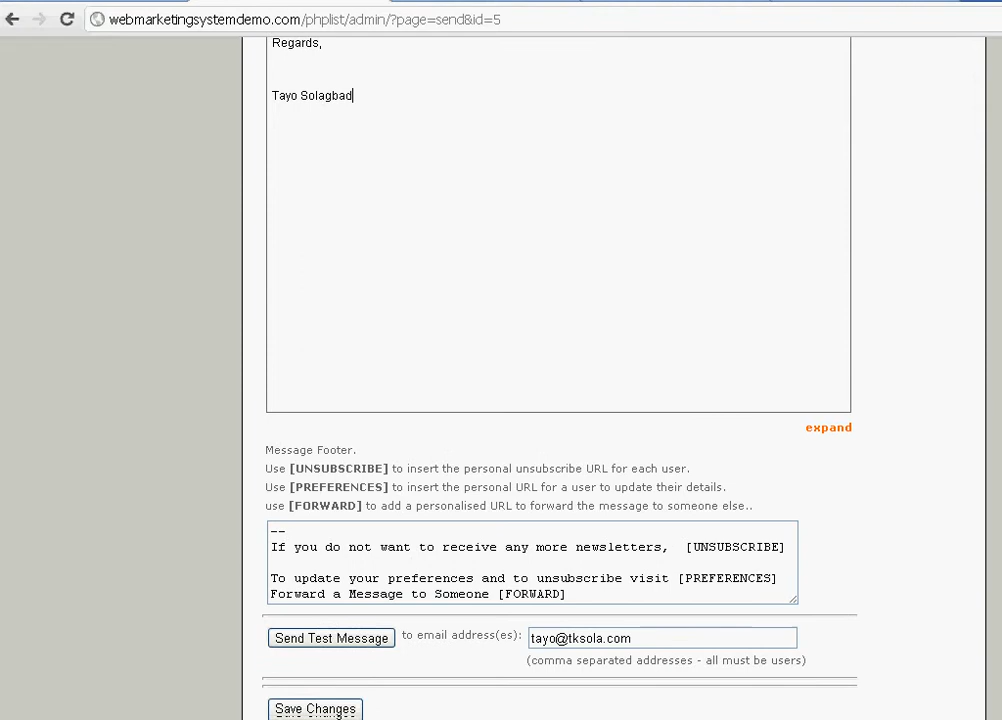 webmarketingsystemdemo.com/phplist/admin/?page=send&id=5
Regards,
Tayo Solagbad
expand
Message Footer.
Use [UNSUBSCRIBE] to insert the personal unsubscribe URL for each user.
Use [PREFERENCES] to insert the personal URL for a user to update their details.
use [FORWARD] to add a personalised URL to forward the message to someone else..
--
If you do not want to receive any more newsletters,  [UNSUBSCRIBE]
To update your preferences and to unsubscribe visit [PREFERENCES]
Forward a Message to Someone [FORWARD]
Send Test Message to email address(es): tayo@tksola.com
(comma separated addresses - all must be users)
Save Changes